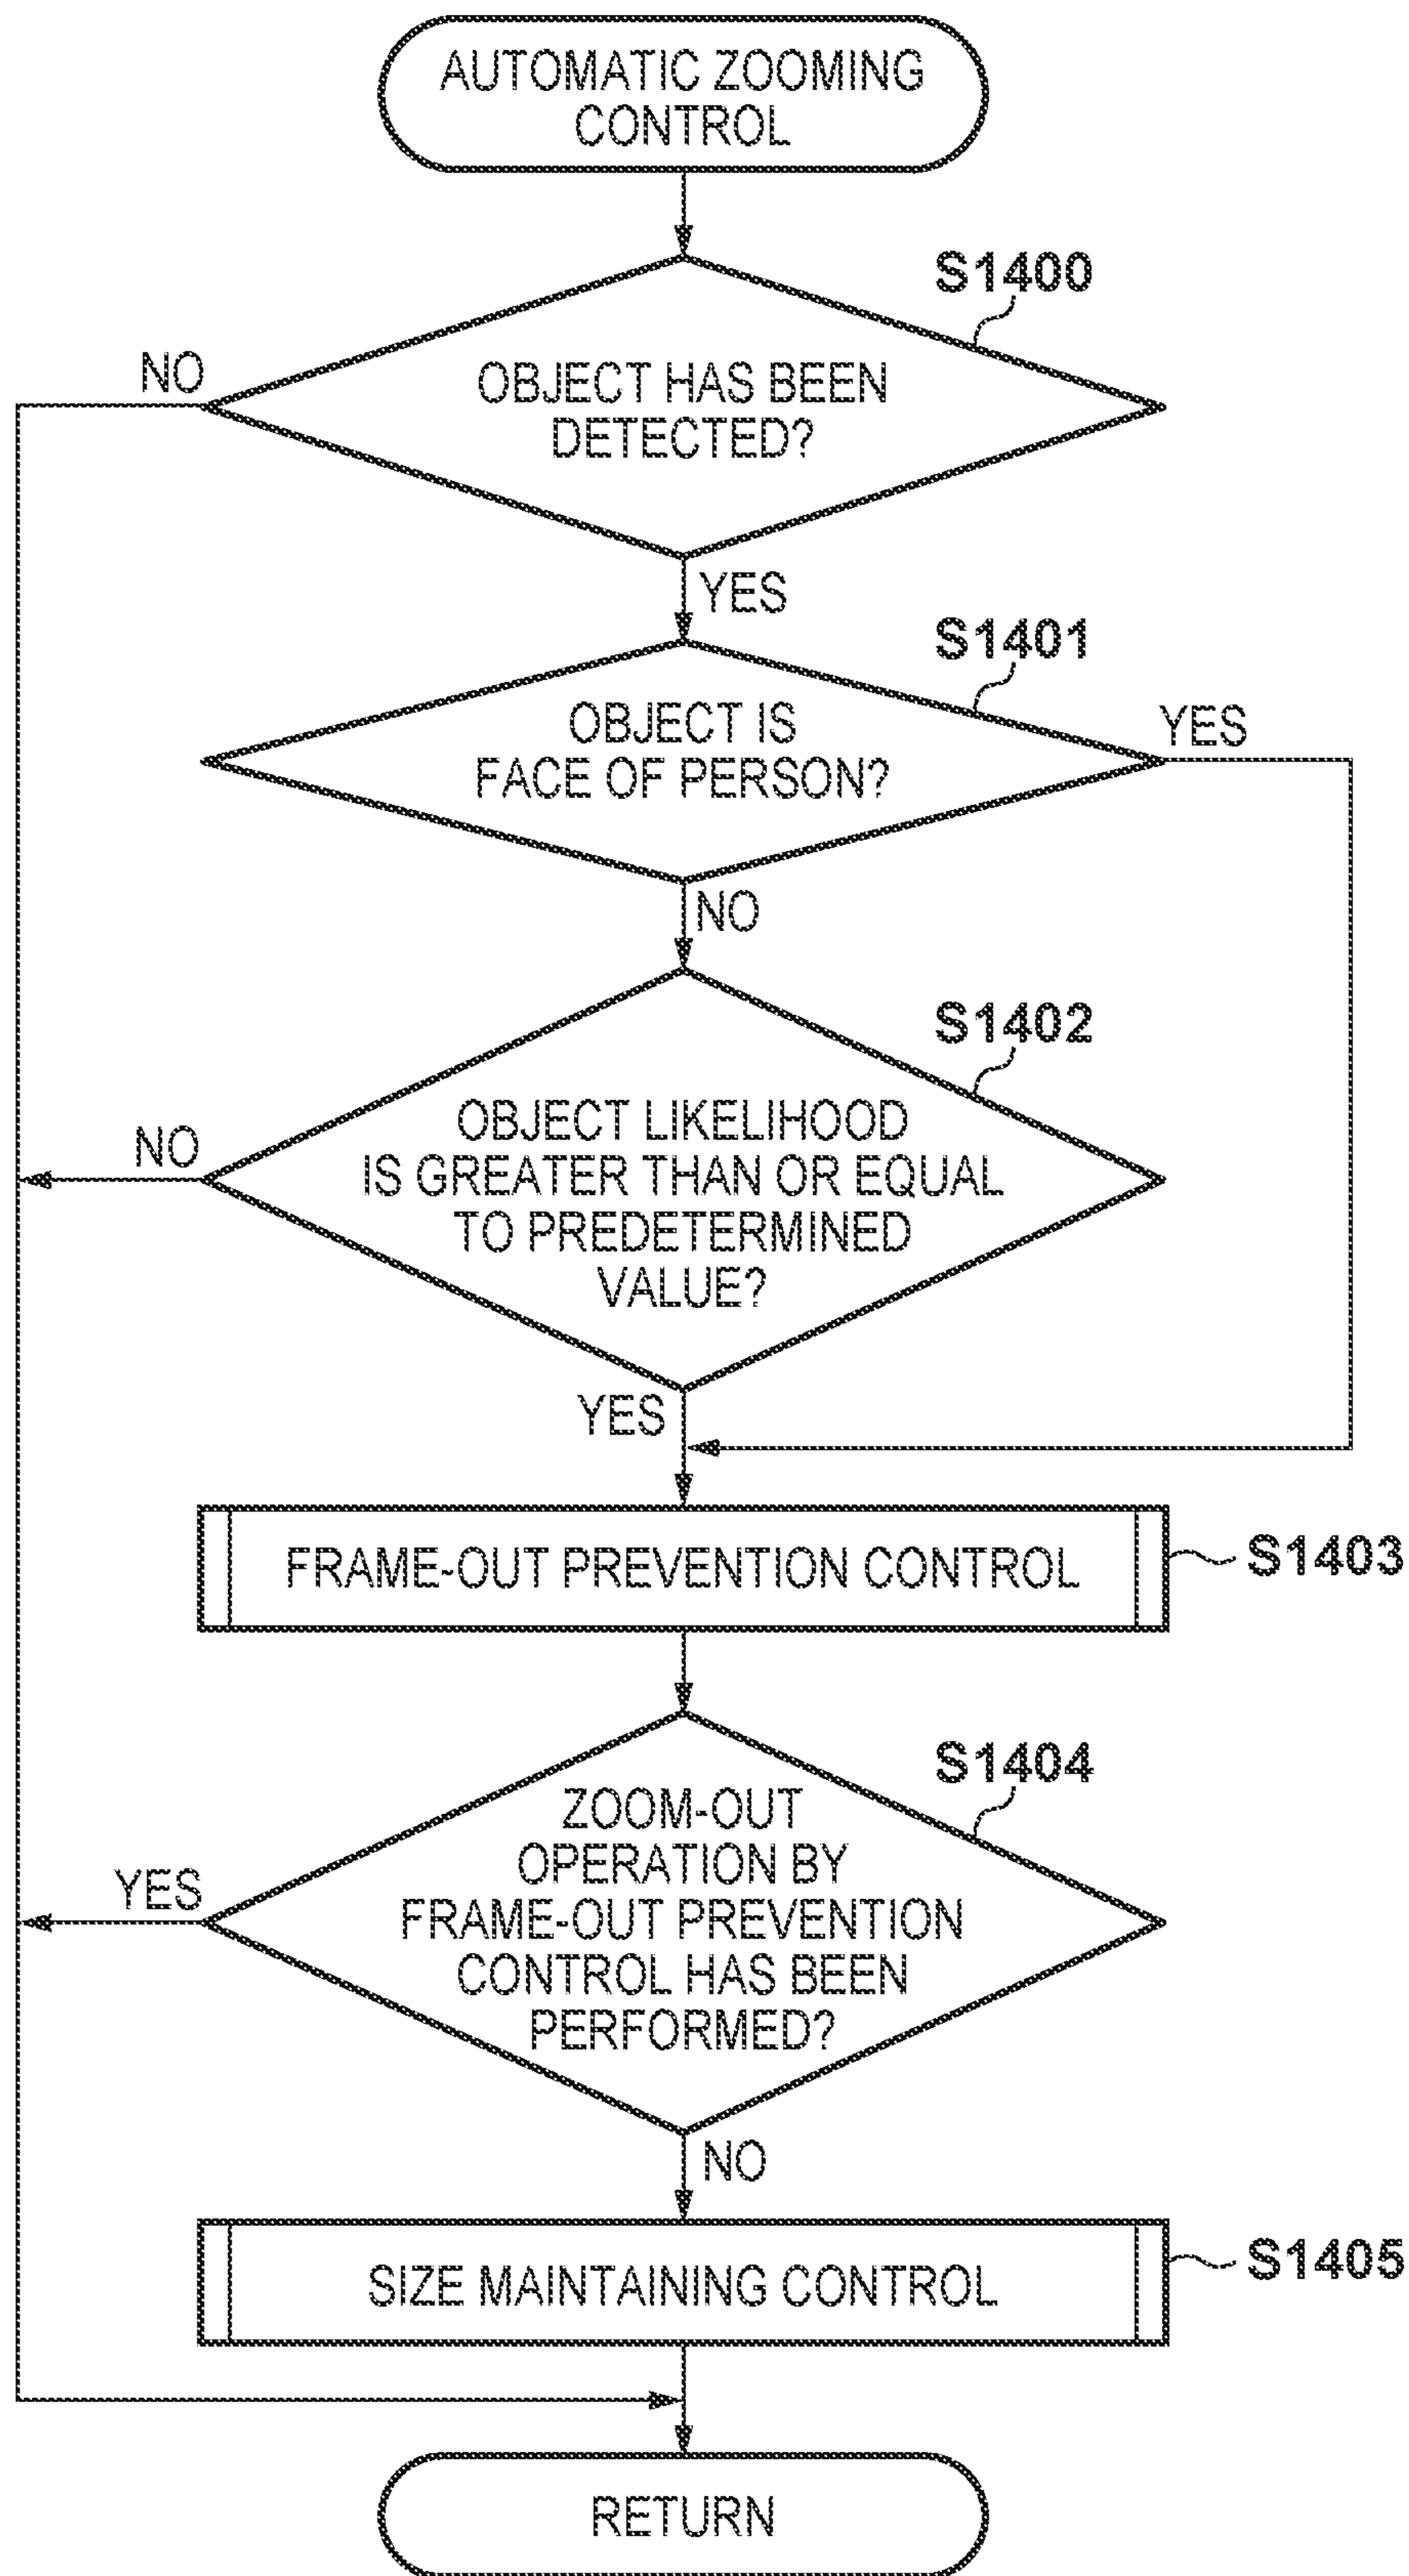 AUTOMATIC ZOOMING
CONTROL
S1400
NO
OBJECT HAS BEEN
DETECTED?
YES
S1401
OBJECT IS
FACE OF PERSON?
YES
NO
S1402
NO
OBJECT LIKELIHOOD
IS GREATER THAN OR EQUAL
TO PREDETERMINED
VALUE?
YES
FRAME-OUT PREVENTION CONTROL
S1403
S1404
ZOOM-OUT
OPERATION BY
YES
FRAME-OUT PREVENTION
CONTROL HAS BEEN
PERFORMED?
NO
SIZE MAINTAINING CONTROL
S1405
RETURN